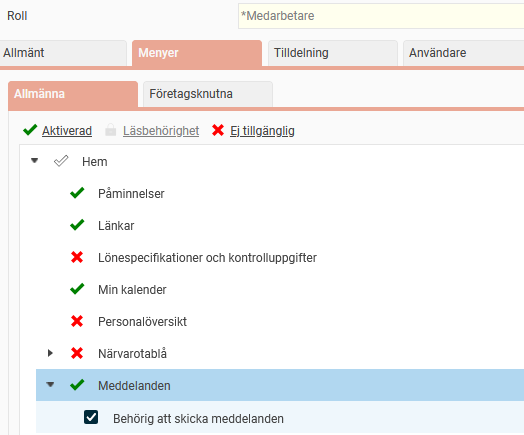 Roll *Medarbetare
Allmänt Menyer Tilldelning Användare
Allmänna Företagsknutna
Aktiverad Läsbehörighet Ej tillgänglig
Hem
Påminnelser
Länkar
Lönespecifikationer och kontrolluppgifter
Min kalender
Personalöversikt
Närvarotablå
Meddelanden
Behörig att skicka meddelanden